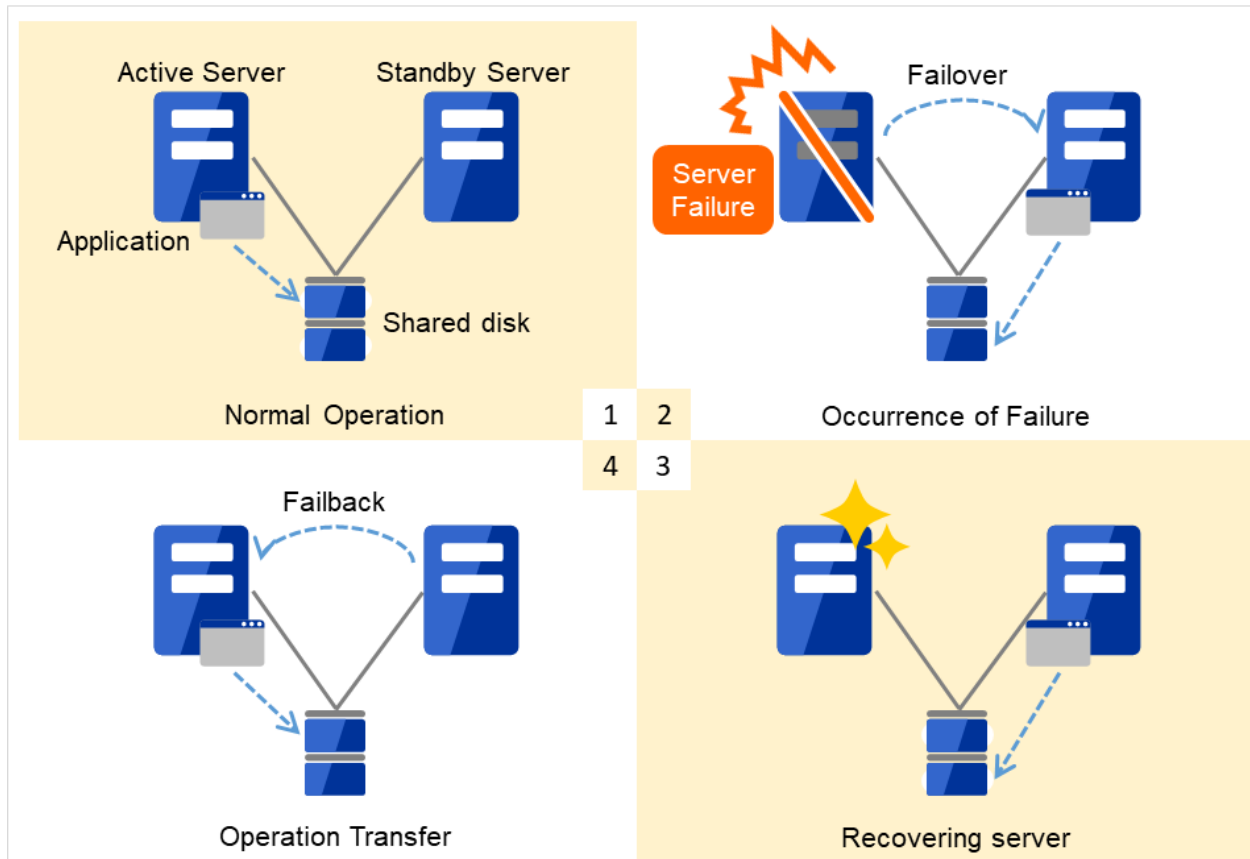 Active Server
Standby Server
Application
Shared disk
Normal Operation
1
Failover
Server
Failure
2
Occurrence of Failure
3
Recovering server
4
Failback
Operation Transfer